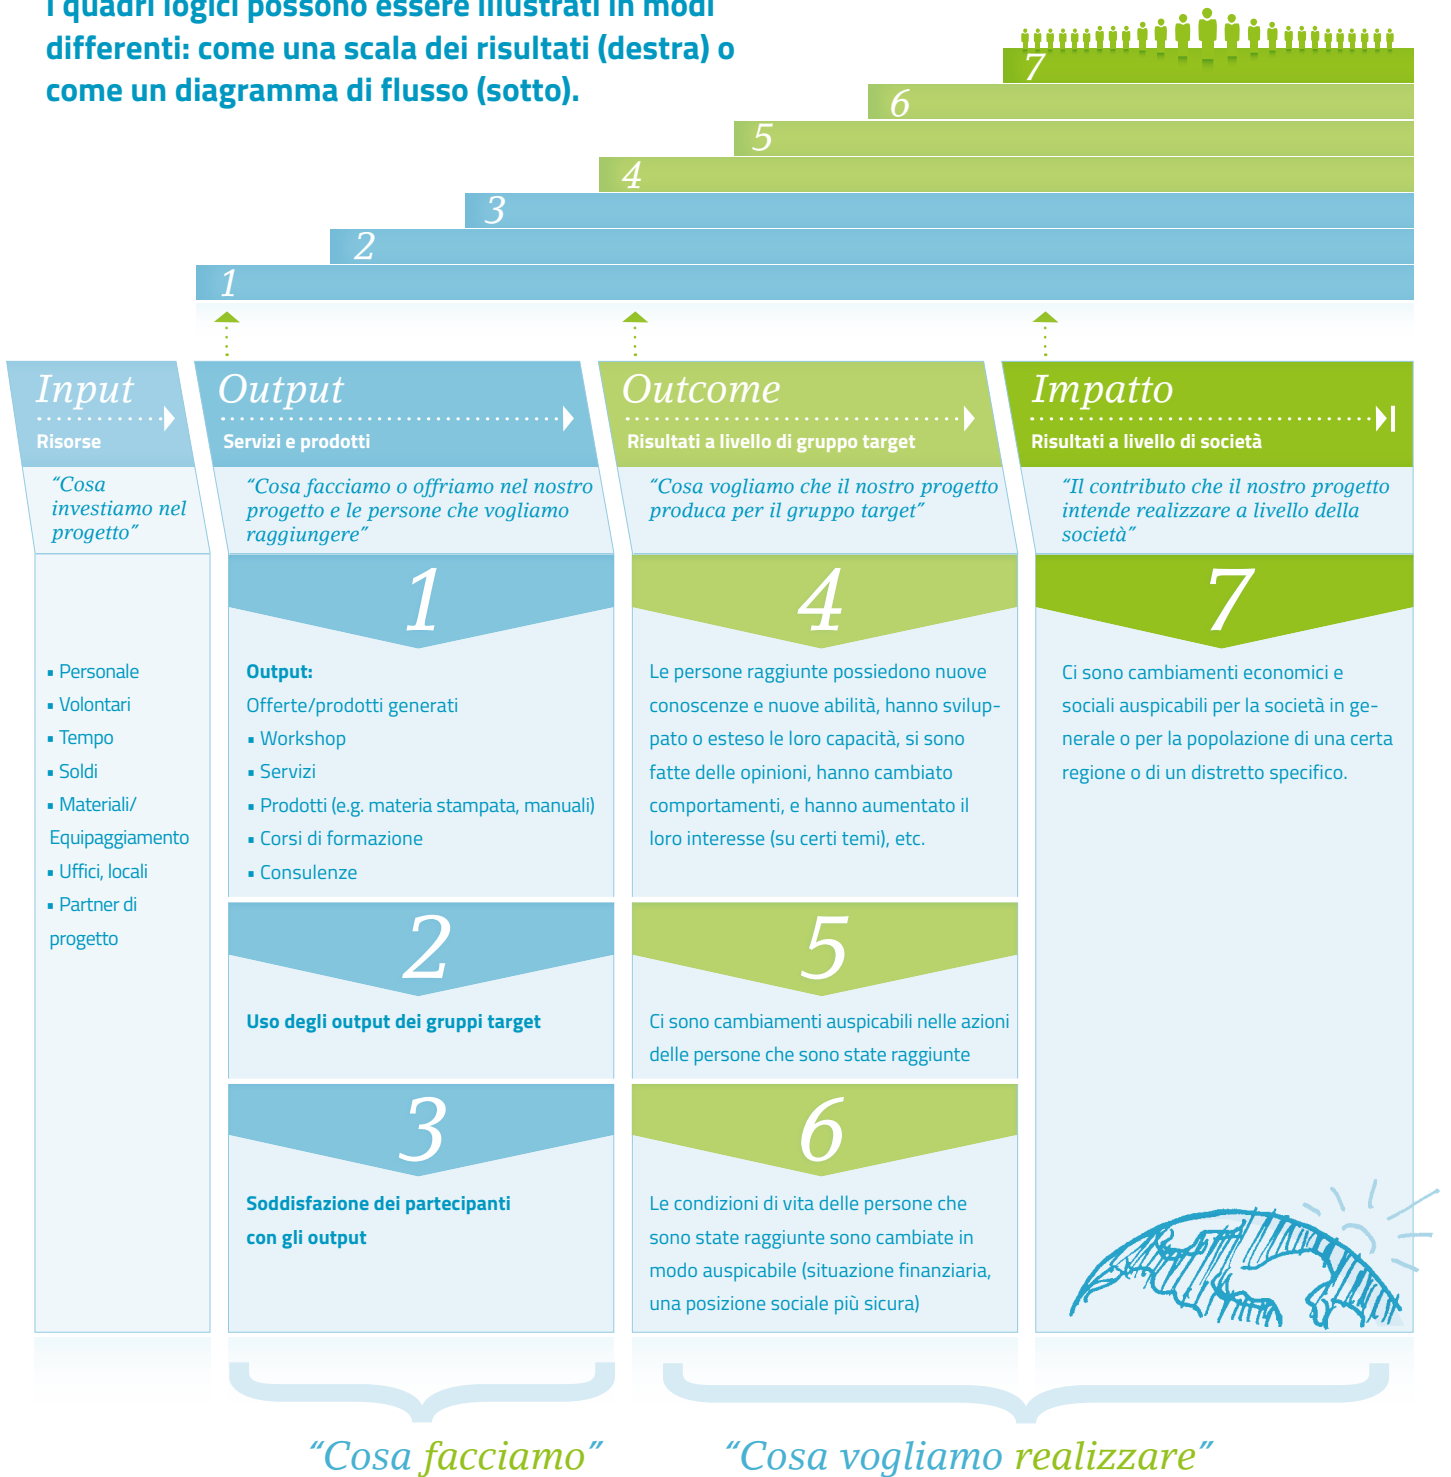 I quadri logici possono essere illustrati in modi
differenti: come una scala dei risultati (destra) o
come un diagramma di flusso (sotto).
7
6
5
4
3
2
1
Input
Risorse
“Cosa
investiamo nel
progetto”
▪ Personale
▪ Volontari
▪ Tempo
▪ Soldi
▪ Materiali/
Equipaggiamento
▪ Uffici, locali
▪ Partner di
progetto
Output
Servizi e prodotti
“Cosa facciamo o offriamo nel nostro
progetto e le persone che vogliamo
raggiungere”
1
Output:
Offerte/prodotti generati
▪ Workshop
▪ Servizi
▪ Prodotti (e.g. materia stampata, manuali)
▪ Corsi di formazione
▪ Consulenze
2
Uso degli output dei gruppi target
3
Soddisfazione dei partecipanti
con gli output
Outcome
Risultati a livello di gruppo target
“Cosa vogliamo che il nostro progetto
produca per il gruppo target”
4
Le persone raggiunte possiedono nuove
conoscenze e nuove abilità, hanno svilup-
pato o esteso le loro capacità, si sono
fatte delle opinioni, hanno cambiato
comportamenti, e hanno aumentato il
loro interesse (su certi temi), etc.
5
Ci sono cambiamenti auspicabili nelle azioni
delle persone che sono state raggiunte
6
Le condizioni di vita delle persone che
sono state raggiunte sono cambiate in
modo auspicabile (situazione finanziaria,
una posizione sociale più sicura)
Impatto
Risultati a livello di società
“Il contributo che il nostro progetto
intende realizzare a livello della
società”
7
Ci sono cambiamenti economici e
sociali auspicabili per la società in ge-
nerale o per la popolazione di una certa
regione o di un distretto specifico.
“Cosa facciamo”
“Cosa vogliamo realizzare”